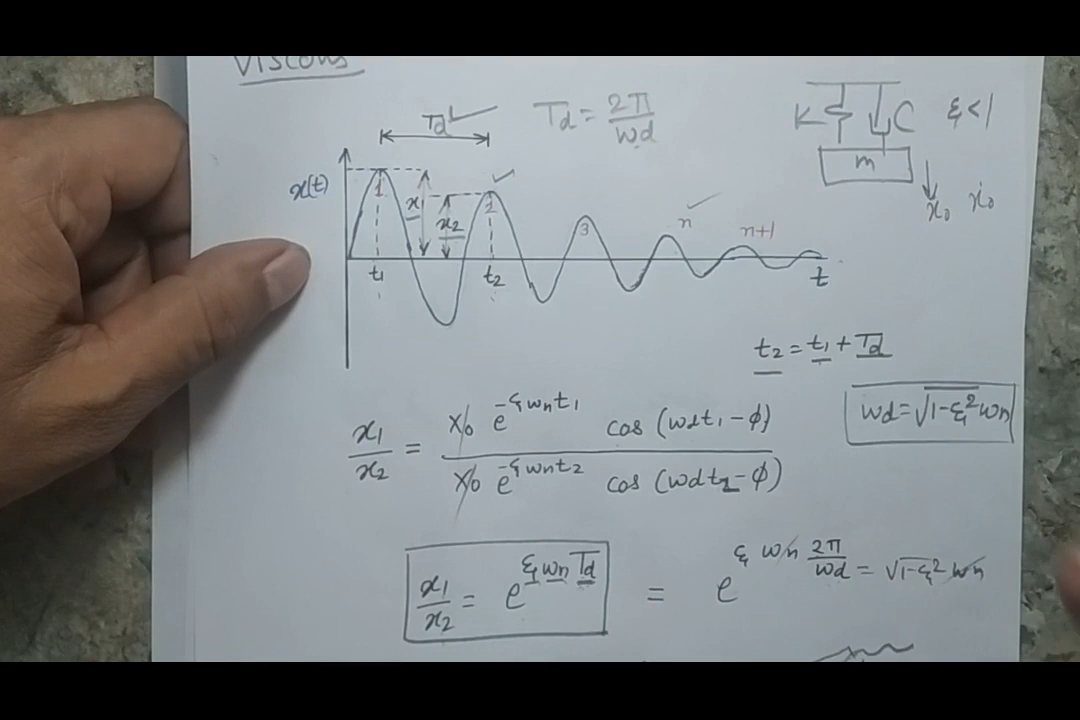 Viscous
Td ✓
Td = 2π/ωd
K C ξ<1
m
x₀ ẋ₀
x(t)
1 x₁ x₂ 2 ✓ 3 n ✓ n+1
t₁ t₂ t
t₂ = t₁ + Td
ωd = √1-ξ² ωn
x₁/x₂ = X₀ e^-ξωnt₁ cos (ωdt₁ - ϕ) / X₀ e^-ξωnt₂ cos (ωdt₂ - ϕ)
x₁/x₂ = e^ξωnTd = e^ξ ωn 2π/ωd = √1-ξ² ωn